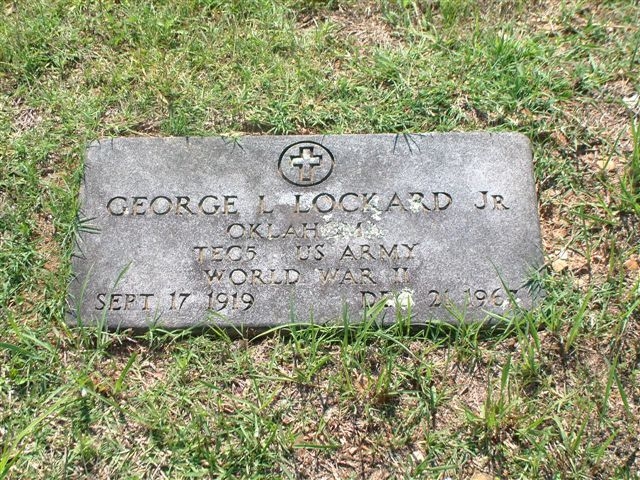 GEORGE L LOCKARD JR
OKLAHOMA
TEC5 US ARMY
WORLD WAR II
SEPT 17 1919 DEC 21